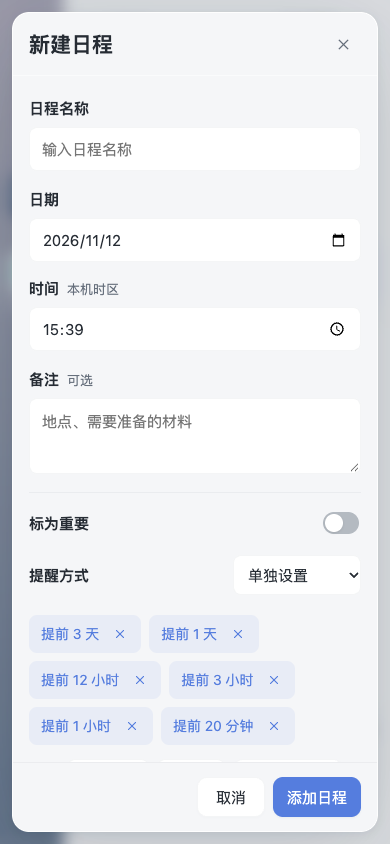 新建日程
日程名称
输入日程名称
日期
2026/11/12
时间 本机时区
15:39
备注 可选
地点、需要准备的材料
标为重要
提醒方式 单独设置
提前 3 天 × 提前 1 天 ×
提前 12 小时 × 提前 3 小时 ×
提前 1 小时 × 提前 20 分钟 ×
取消 添加日程